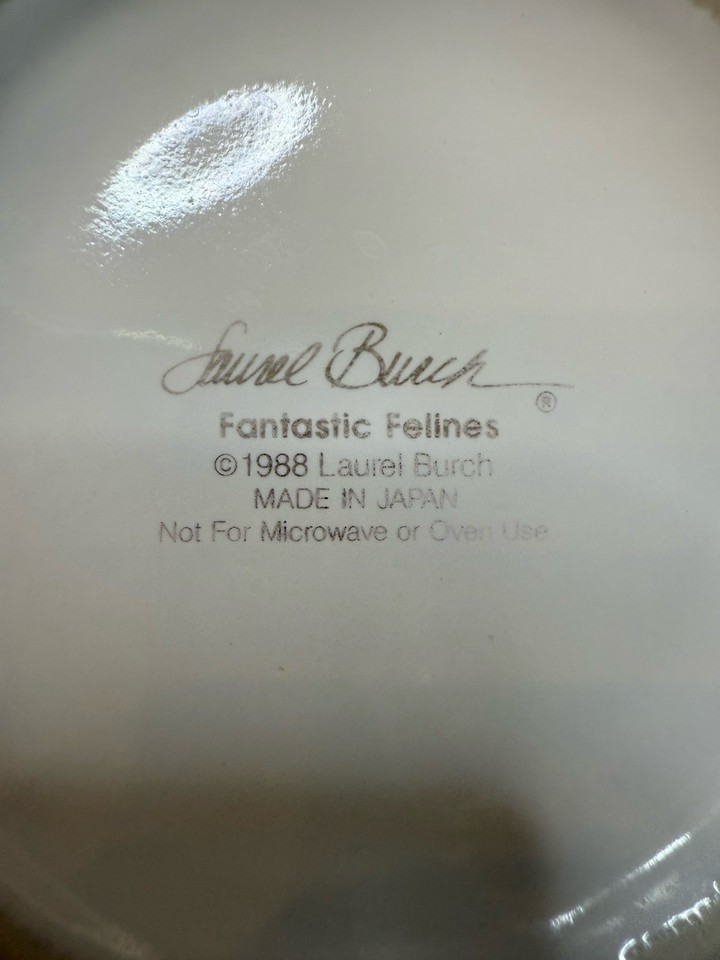 Laurel Burch ®
Fantastic Felines
©1988 Laurel Burch
MADE IN JAPAN
Not For Microwave or Oven Use